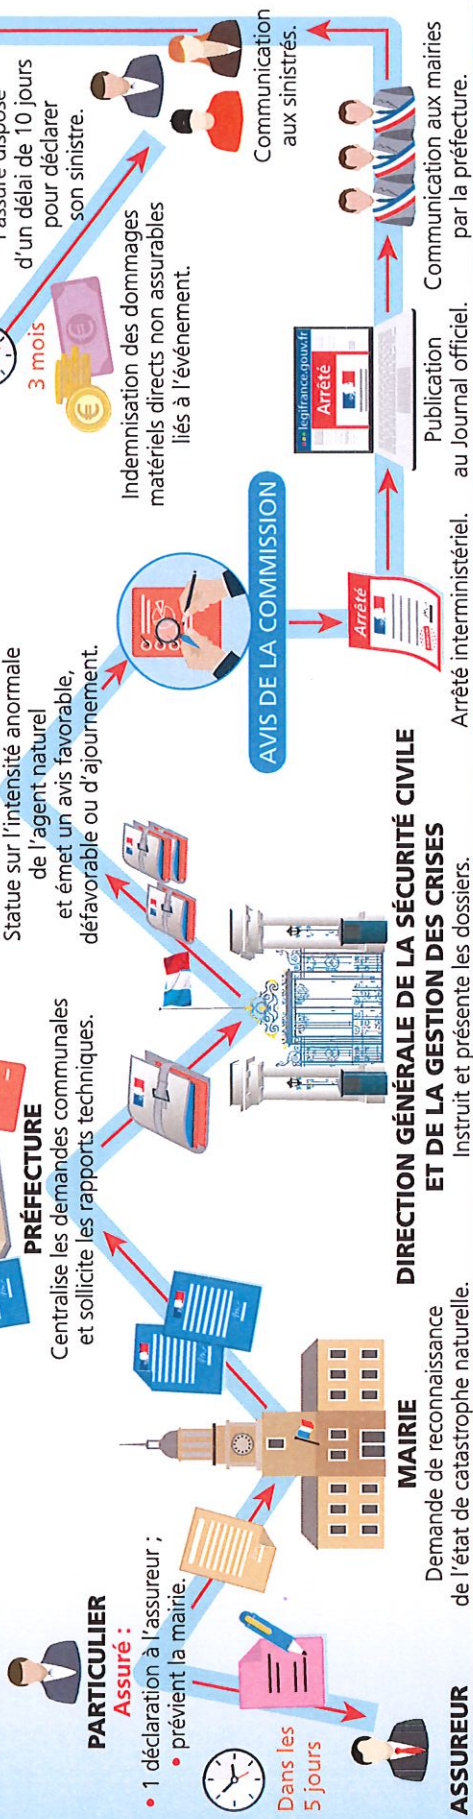 PARTICULIER
Assuré :
• 1 déclaration à l'assureur ;
• prévient la mairie.
Dans les
5 jours
ASSUREUR
MAIRIE
Demande de reconnaissance
de l'état de catastrophe naturelle.
PRÉFECTURE
Centralise les demandes communales
et sollicite les rapports techniques.
DIRECTION GÉNÉRALE DE LA SÉCURITÉ CIVILE
ET DE LA GESTION DES CRISES
Instruit et présente les dossiers.
Statue sur l'intensité anormale
de l'agent naturel
et émet un avis favorable,
défavorable ou d'ajournement.
AVIS DE LA COMMISSION
Arrêté
Arrêté interministériel.
legifrance.gouv.fr
Arrêté
Publication
au Journal officiel.
Communication aux mairies
par la préfecture.
Communication
aux sinistrés.
l'assuré dispose
d'un délai de 10 jours
pour déclarer
son sinistre.
3 mois
Indemnisation des dommages
matériels directs non assurables
liés à l'événement.